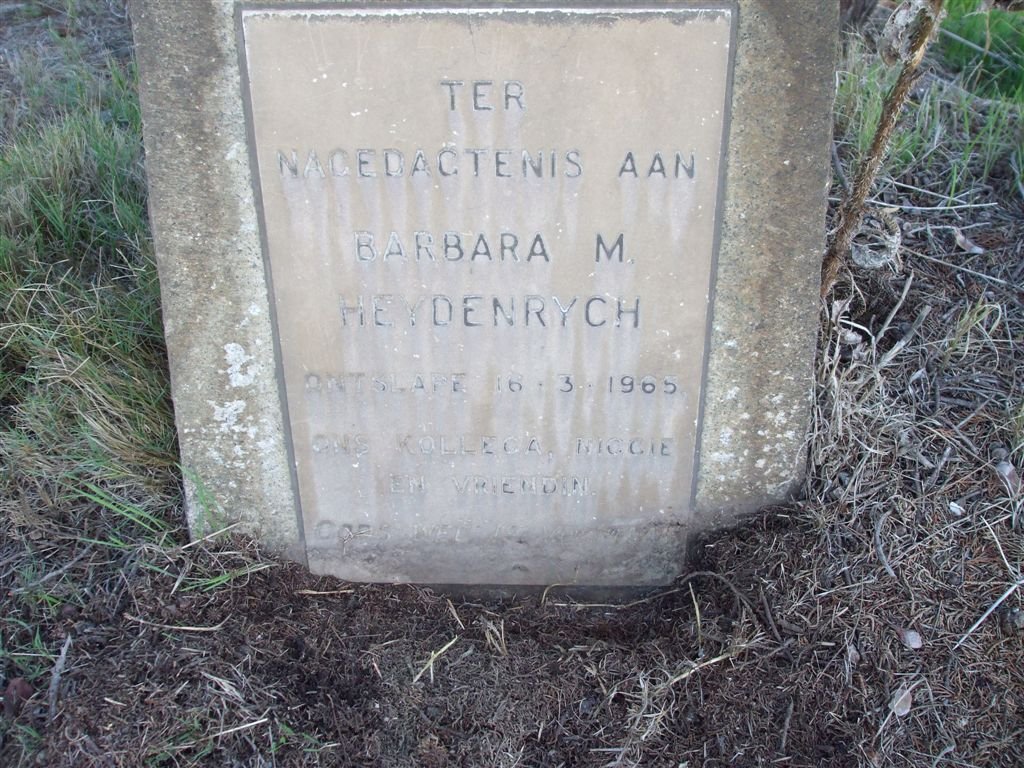 TER
NAGEDAGTENIS AAN
BARBARA M.
HEYDENRYCH
ONTSLAPE 16 · 3 · 1965.
ONS KOLLEGA, NIGGIE
EN VRIENDIN.